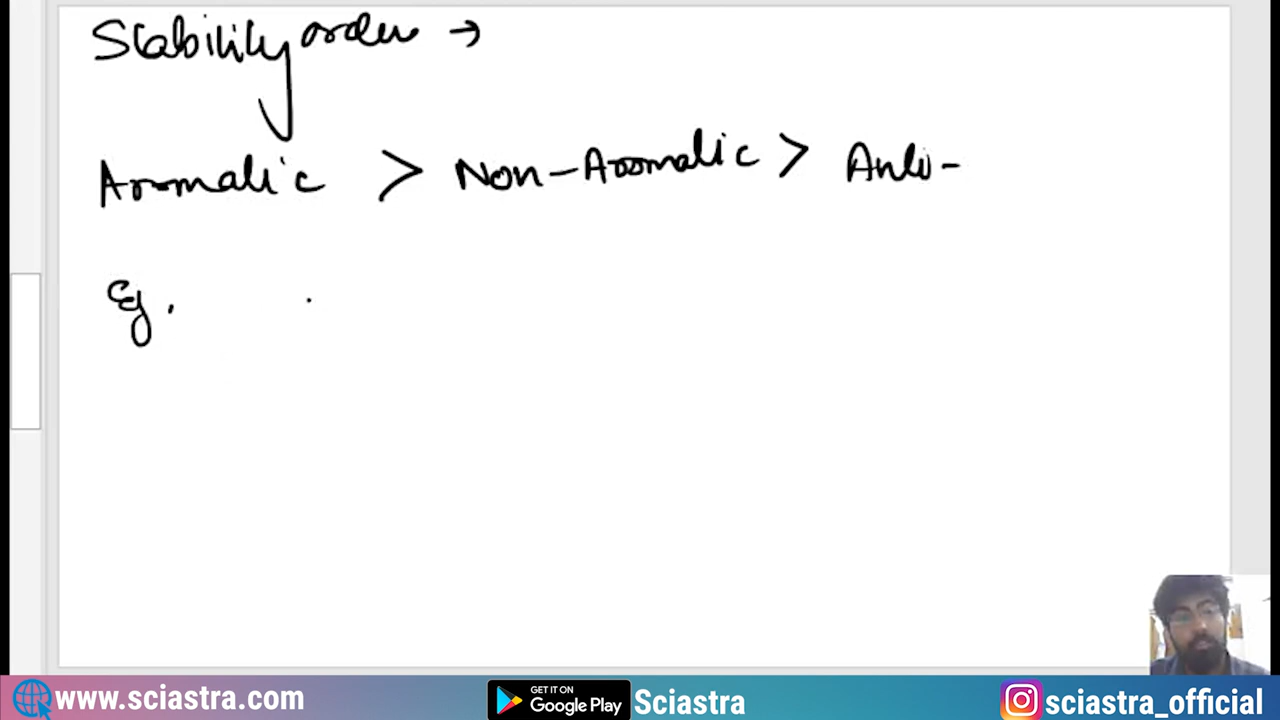 Stability order →
Aromatic > Non-Aromatic > Anti-
Eg.
www.sciastra.com
GET IT ON
Google Play
Sciastra
sciastra_official